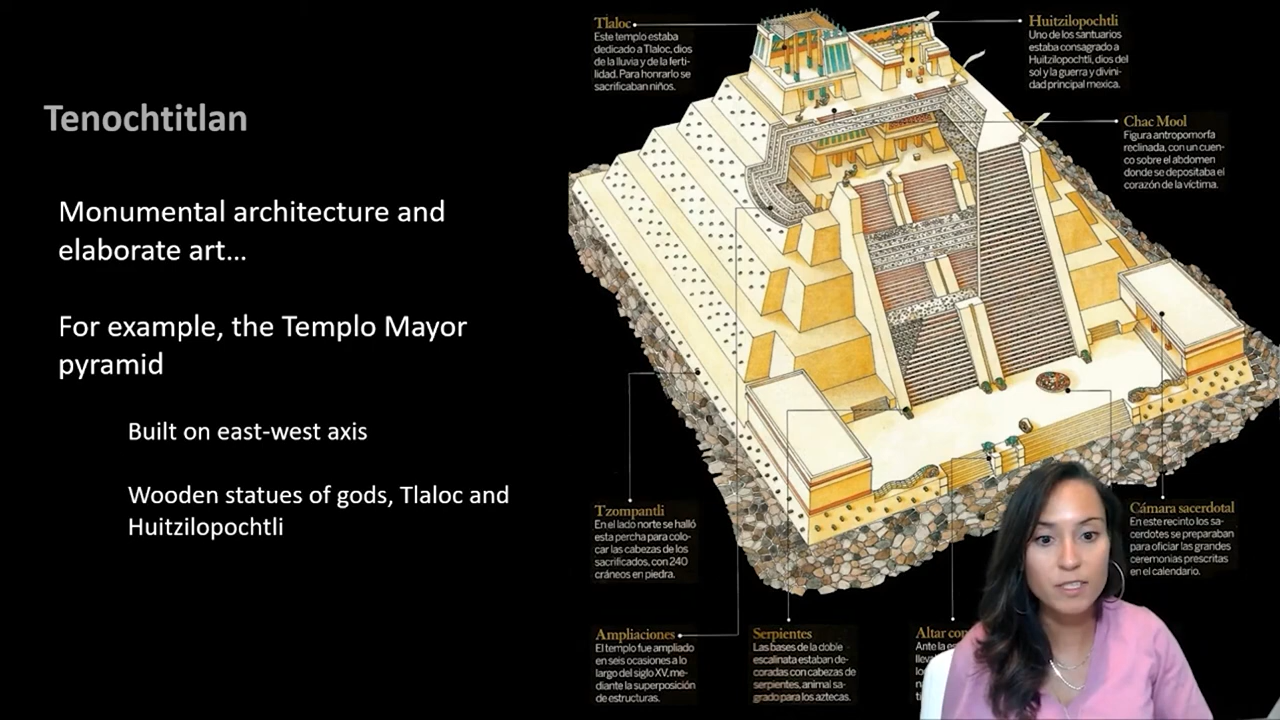 Tenochtitlan
Monumental architecture and
elaborate art...
For example, the Templo Mayor
pyramid
Built on east-west axis
Wooden statues of gods, Tlaloc and
Huitzilopochtli
Tlaloc
Este templo estaba
dedicado a Tlaloc, dios
de la lluvia y de la ferti-
lidad. Para honrarlo se
sacrificaban niños.
Huitzilopochtli
Uno de los santuarios
estaba consagrado a
Huitzilopochtli, dios del
sol y la guerra y divini-
dad principal mexica.
Chac Mool
Figura antropomorfa
reclinada, con un cuen-
co sobre el abdomen
donde se depositaba el
corazón de la víctima.
Tzompantli
En el lado norte se halló
esta percha para colo-
car las cabezas de los
sacrificados, con 240
cráneos en piedra.
Cámara sacerdotal
En este recinto los sa-
cerdotes se preparaban
para oficiar las grandes
ceremonias prescritas
en el calendario.
Ampliaciones
El templo fue ampliado
en seis ocasiones a lo
largo del siglo XV, me-
diante la superposición
de estructuras.
Serpientes
Las bases de la doble
escalinata estaban de-
coradas con cabezas de
serpientes, animal sa-
grado para los aztecas.
Altar
Ante la